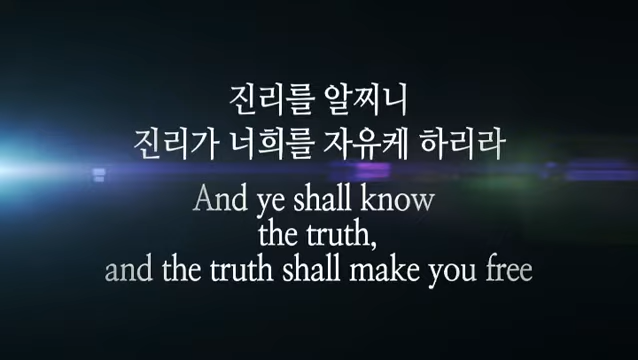 진리를 알찌니
진리가 너희를 자유케 하리라
And ye shall know
the truth,
and the truth shall make you free